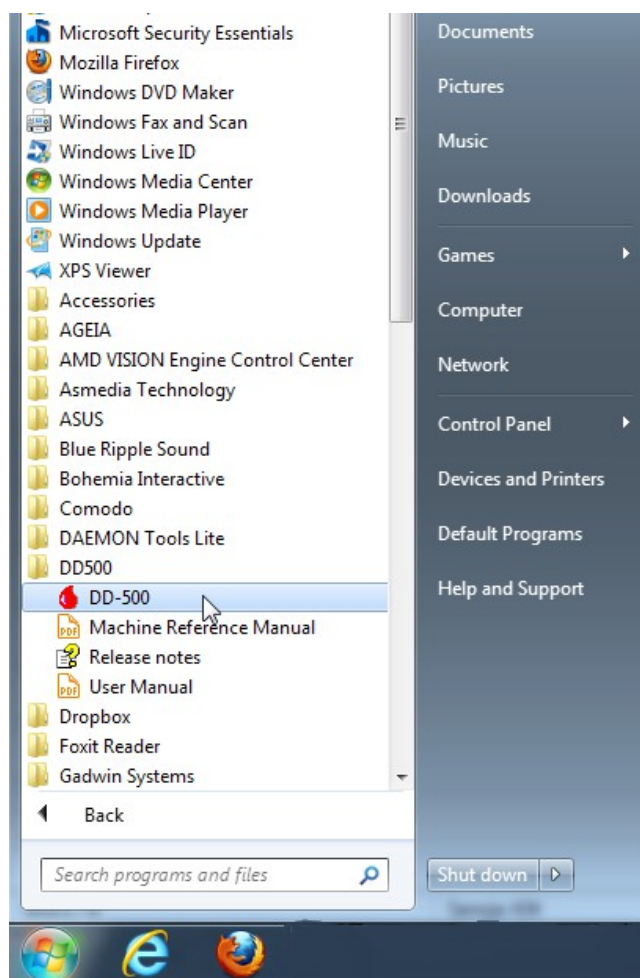 Microsoft Security Essentials
Mozilla Firefox
Windows DVD Maker
Windows Fax and Scan
Windows Live ID
Windows Media Center
Windows Media Player
Windows Update
XPS Viewer
Accessories
AGEIA
AMD VISION Engine Control Center
Asmedia Technology
ASUS
Blue Ripple Sound
Bohemia Interactive
Comodo
DAEMON Tools Lite
DD500
DD-500
PDF Machine Reference Manual
Release notes
PDF User Manual
Dropbox
Foxit Reader
Gadwin Systems
Back
Search programs and files
Documents
Pictures
Music
Downloads
Games
Computer
Network
Control Panel
Devices and Printers
Default Programs
Help and Support
Shut down